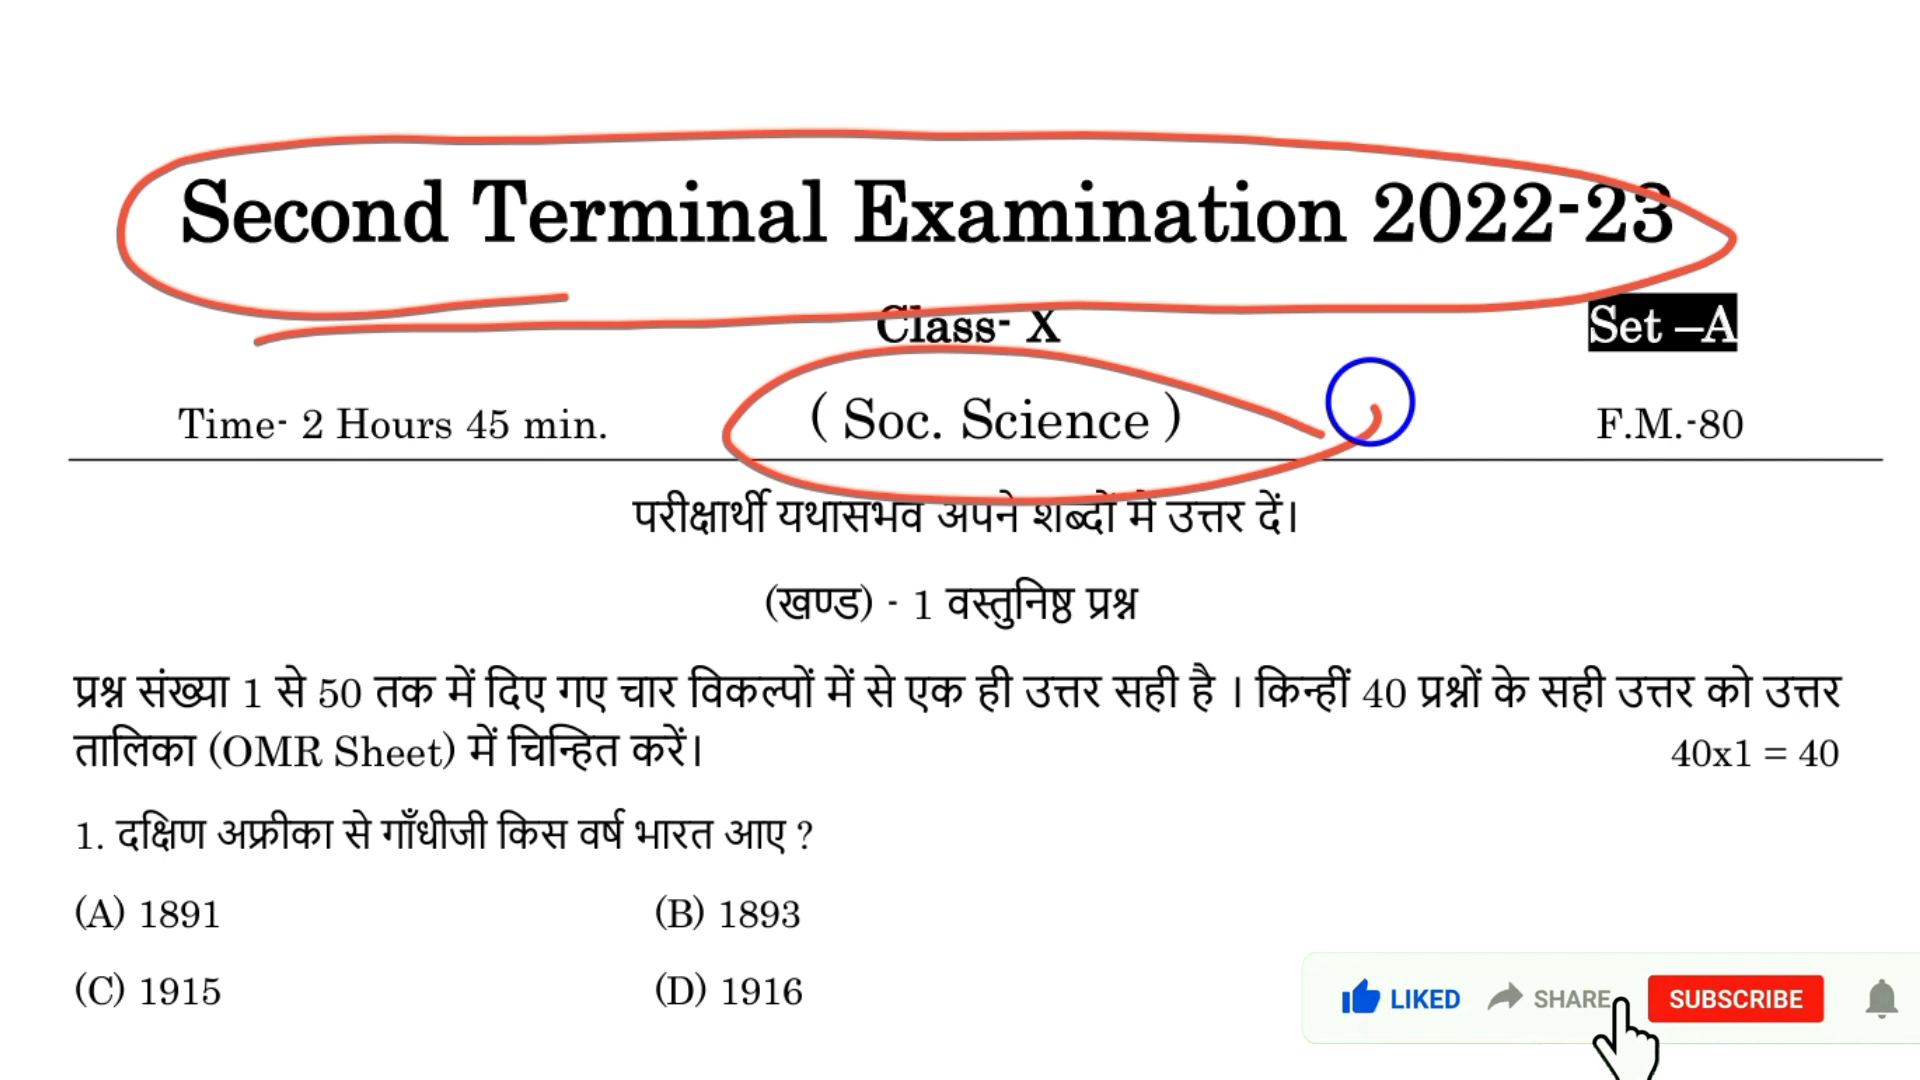 Second Terminal Examination 2022-23
Class- X
Set –A
Time- 2 Hours 45 min.
( Soc. Science )
F.M.-80
परीक्षार्थी यथासंभव अपने शब्दों में उत्तर दें।
(खण्ड) - 1 वस्तुनिष्ठ प्रश्न
प्रश्न संख्या 1 से 50 तक में दिए गए चार विकल्पों में से एक ही उत्तर सही है । किन्हीं 40 प्रश्नों के सही उत्तर को उत्तर
तालिका (OMR Sheet) में चिन्हित करें। 40x1 = 40
1. दक्षिण अफ्रीका से गाँधीजी किस वर्ष भारत आए ?
(A) 1891 (B) 1893
(C) 1915 (D) 1916
LIKED SHARE SUBSCRIBE